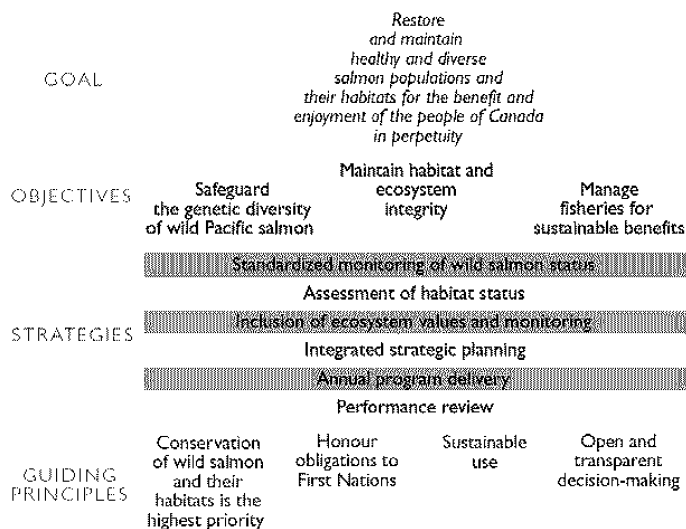 GOAL
Restore
and maintain
healthy and diverse
salmon populations and
their habitats for the benefit and
enjoyment of the people of Canada
in perpetuity
OBJECTIVES
Safeguard
the genetic diversity
of wild Pacific salmon
Maintain habitat and
ecosystem
integrity
Manage
fisheries for
sustainable benefits
STRATEGIES
Standardized monitoring of wild salmon status
Assessment of habitat status
Inclusion of ecosystem values and monitoring
Integrated strategic planning
Annual program delivery
Performance review
GUIDING
PRINCIPLES
Conservation
of wild salmon
and their
habitats is the
highest priority
Honour
obligations to
First Nations
Sustainable
use
Open and
transparent
decision-making